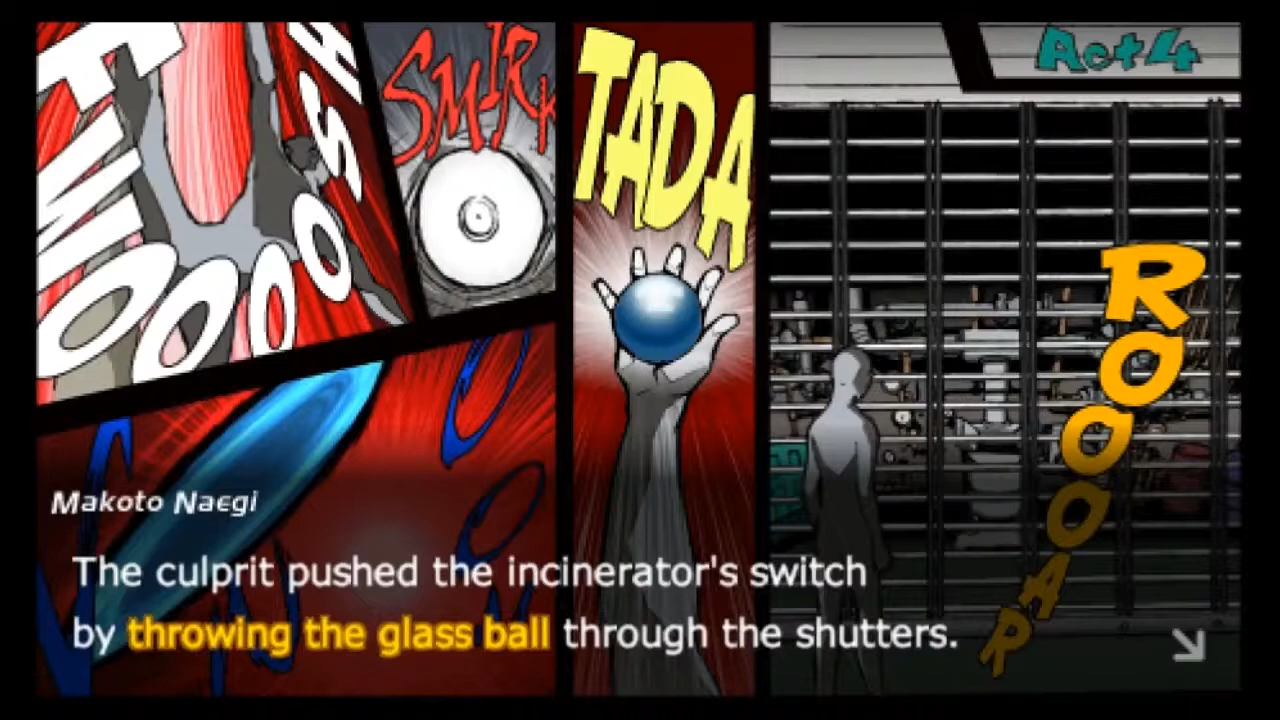 TWOOOOSH
SMIRK
TADA
Act 4
ROOOAR
Makoto Naegi
The culprit pushed the incinerator's switch
by throwing the glass ball through the shutters.